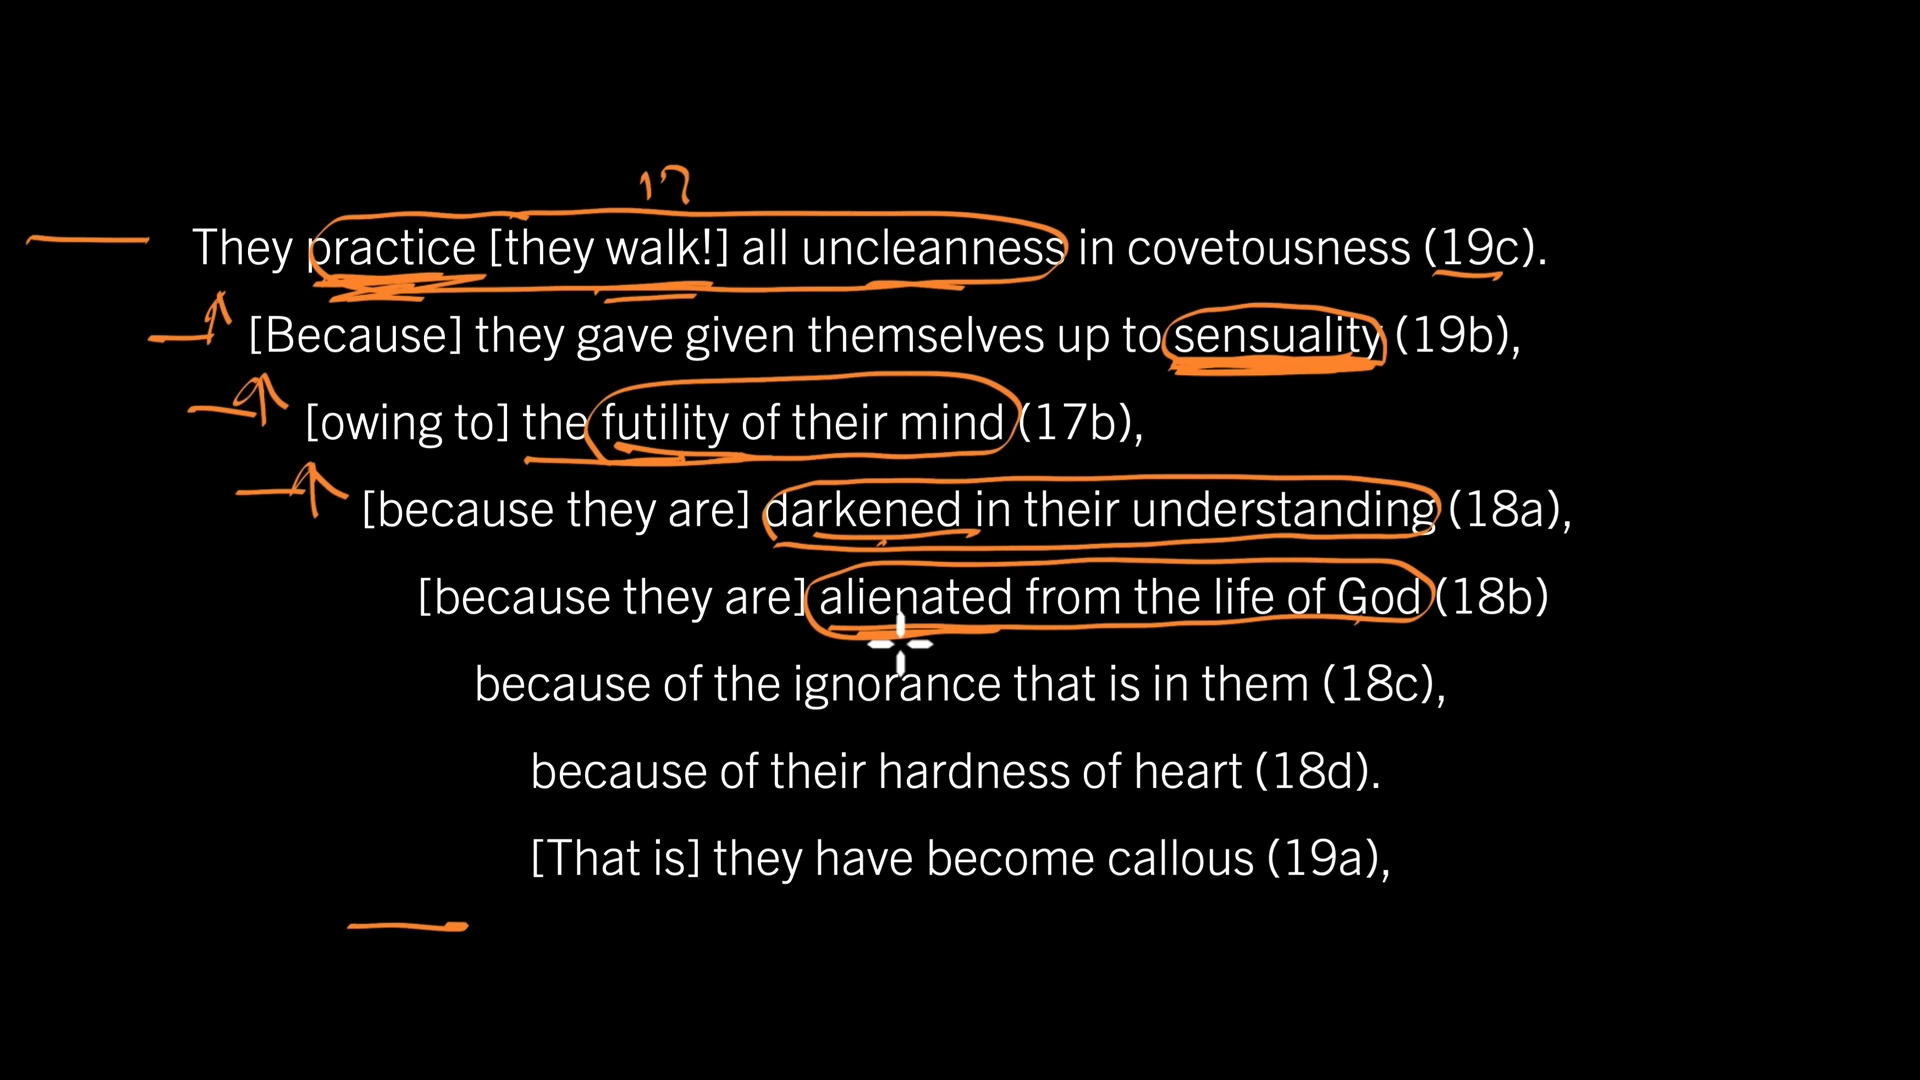 17
They practice [they walk!] all uncleanness in covetousness (19c).
[Because] they gave given themselves up to sensuality (19b),
[owing to] the futility of their mind (17b),
[because they are] darkened in their understanding (18a),
[because they are] alienated from the life of God (18b)
because of the ignorance that is in them (18c),
because of their hardness of heart (18d).
[That is] they have become callous (19a),